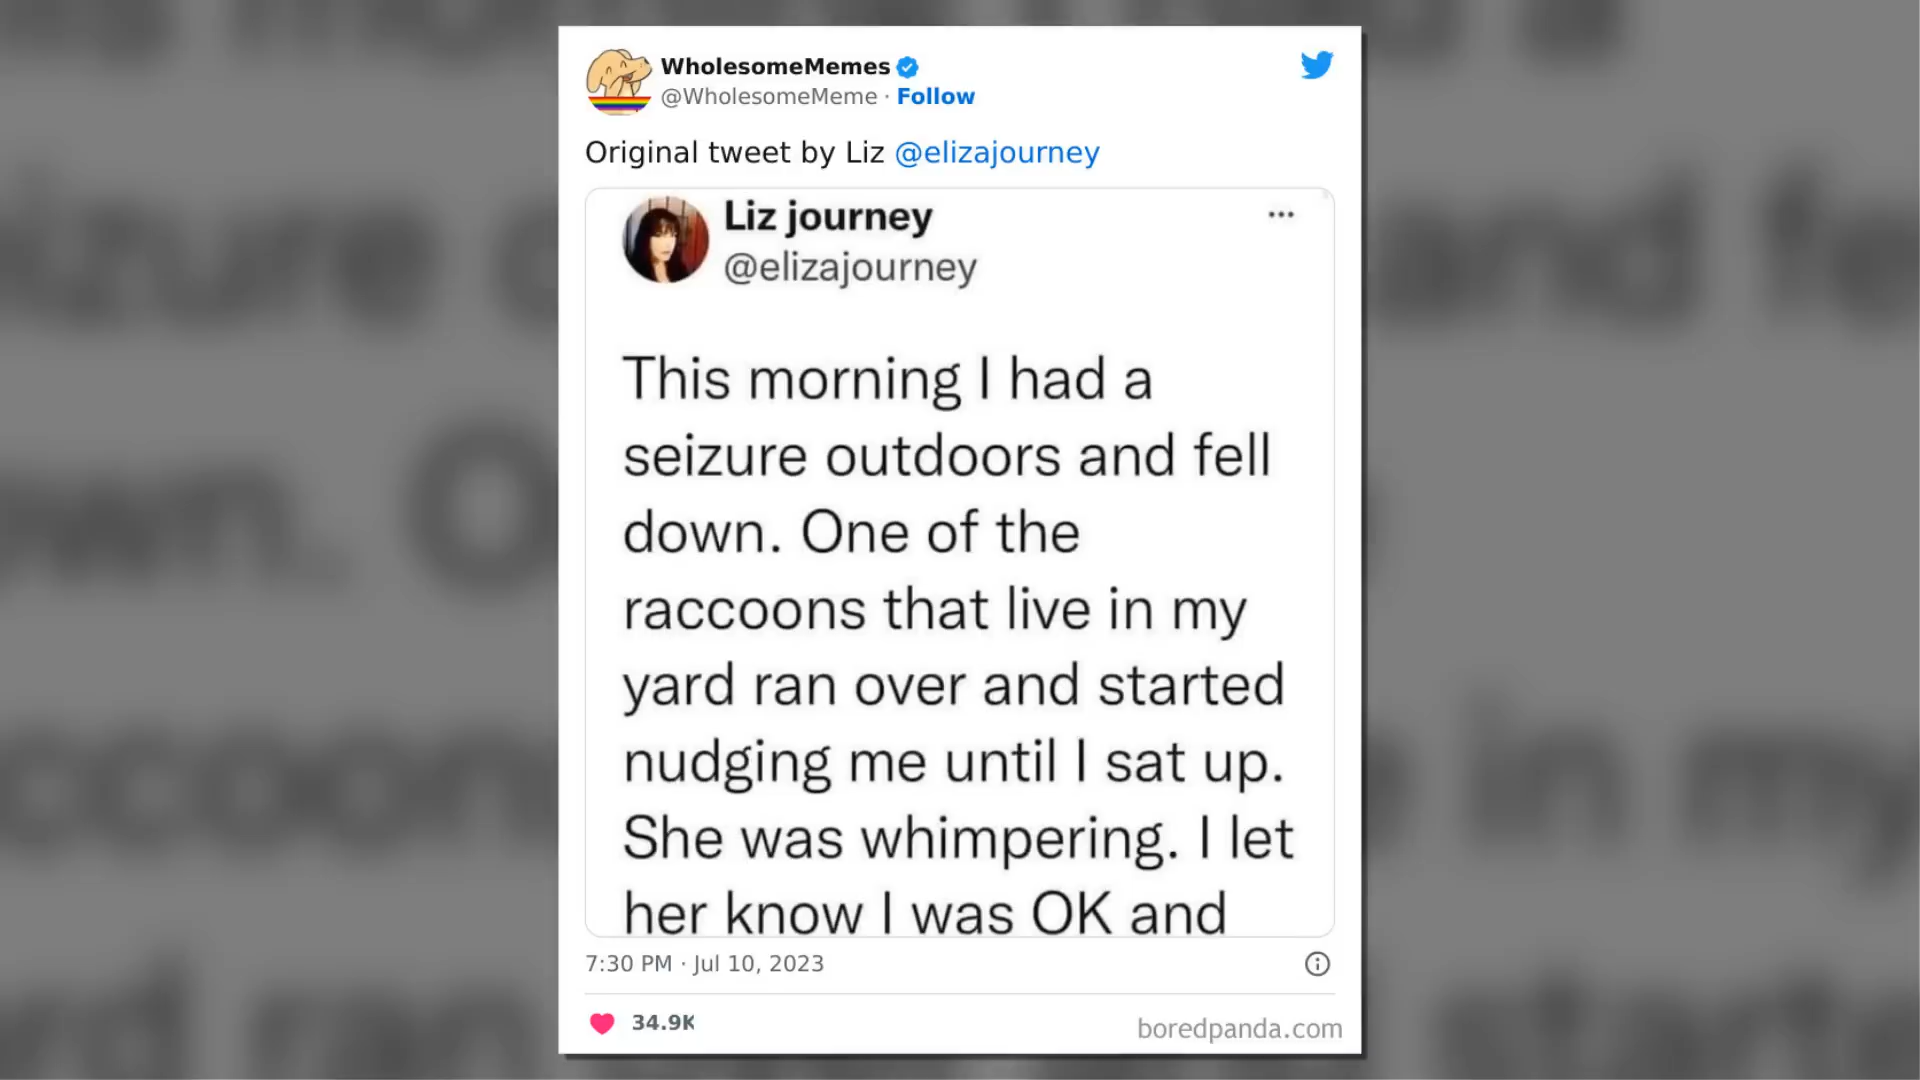 WholesomeMemes
@WholesomeMeme · Follow
Original tweet by Liz @elizajourney
Liz journey
@elizajourney
This morning I had a
seizure outdoors and fell
down. One of the
raccoons that live in my
yard ran over and started
nudging me until I sat up.
She was whimpering. I let
her know I was OK and
7:30 PM · Jul 10, 2023
34.9K
boredpanda.com